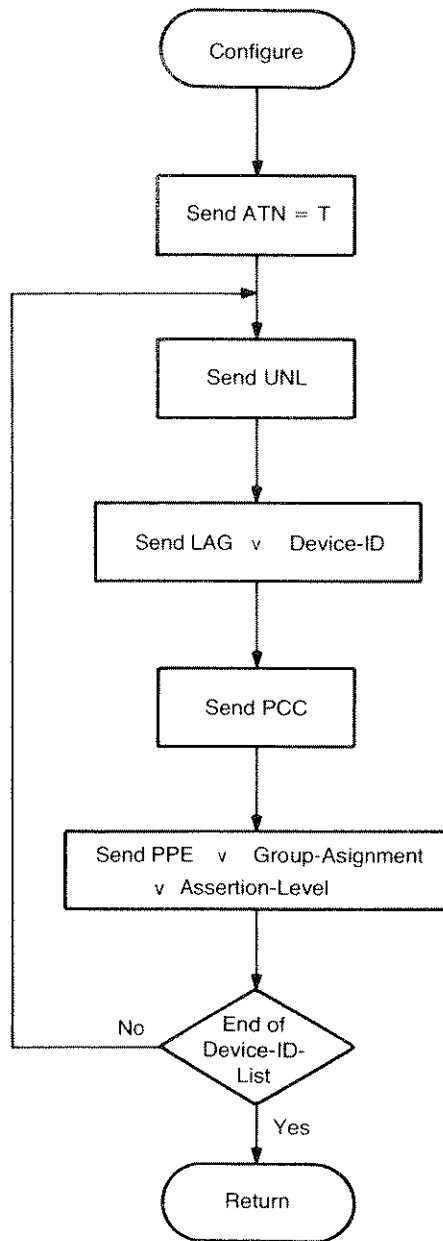 Configure
Send ATN = T
Send UNL
Send LAG v Device-ID
Send PCC
Send PPE v Group-Asignment
v Assertion-Level
No
End of
Device-ID-
List
Yes
Return